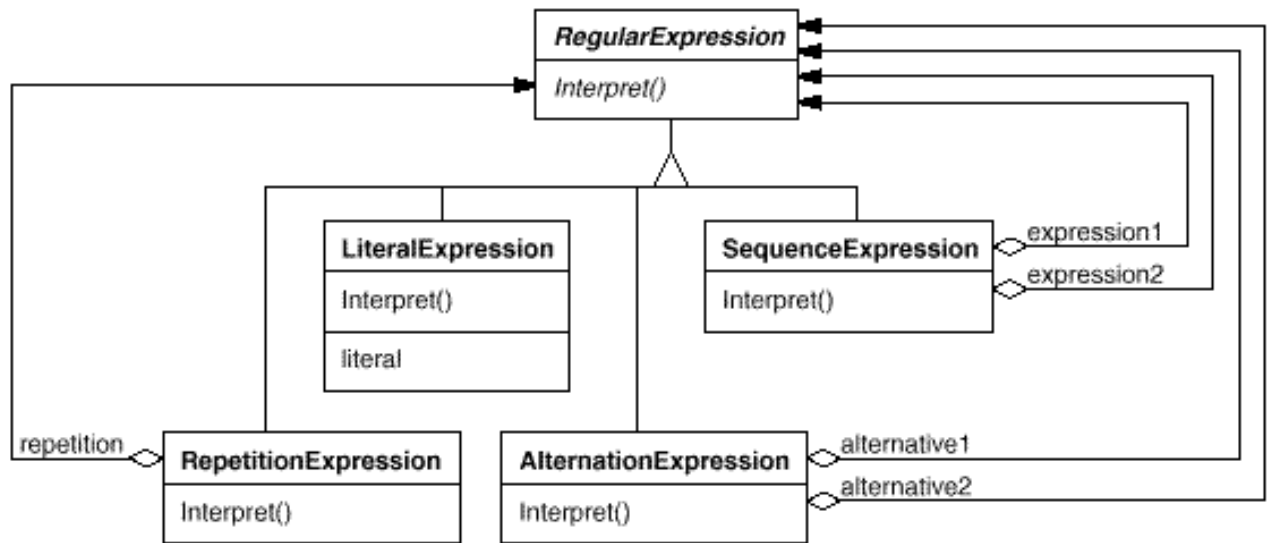 RegularExpression
Interpret()
LiteralExpression
Interpret()
literal
SequenceExpression
Interpret()
expression1
expression2
repetition
RepetitionExpression
Interpret()
AlternationExpression
Interpret()
alternative1
alternative2